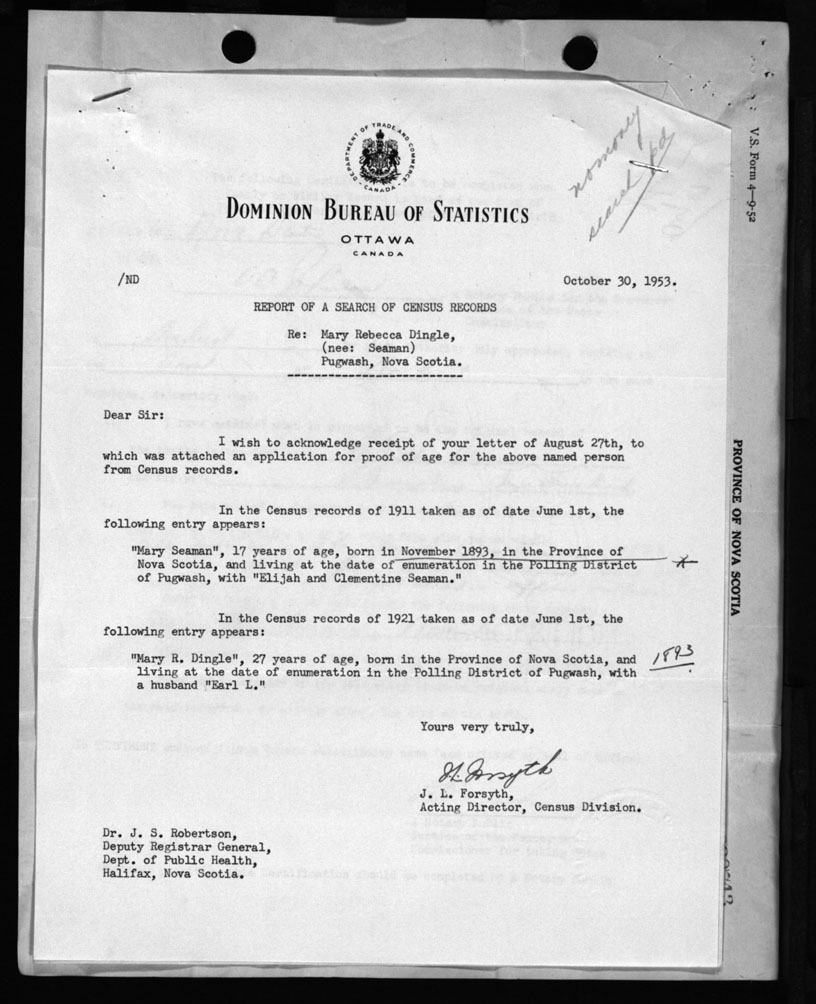 DEPARTMENT OF TRADE AND COMMERCE
CANADA
no money
search pd
DOMINION BUREAU OF STATISTICS
OTTAWA
CANADA
/ND
October 30, 1953.
REPORT OF A SEARCH OF CENSUS RECORDS
Re: Mary Rebecca Dingle,
(nee: Seaman)
Pugwash, Nova Scotia.
Dear Sir:
I wish to acknowledge receipt of your letter of August 27th, to
which was attached an application for proof of age for the above named person
from Census records.
In the Census records of 1911 taken as of date June 1st, the
following entry appears:
"Mary Seaman", 17 years of age, born in November 1893, in the Province of
Nova Scotia, and living at the date of enumeration in the Polling District
of Pugwash, with "Elijah and Clementine Seaman."
In the Census records of 1921 taken as of date June 1st, the
following entry appears:
"Mary R. Dingle", 27 years of age, born in the Province of Nova Scotia, and
living at the date of enumeration in the Polling District of Pugwash, with
a husband "Earl L."
1893
Yours very truly,
J. L. Forsyth
J. L. Forsyth,
Acting Director, Census Division.
Dr. J. S. Robertson,
Deputy Registrar General,
Dept. of Public Health,
Halifax, Nova Scotia.
V.S. Form 4—9-52
PROVINCE OF NOVA SCOTIA